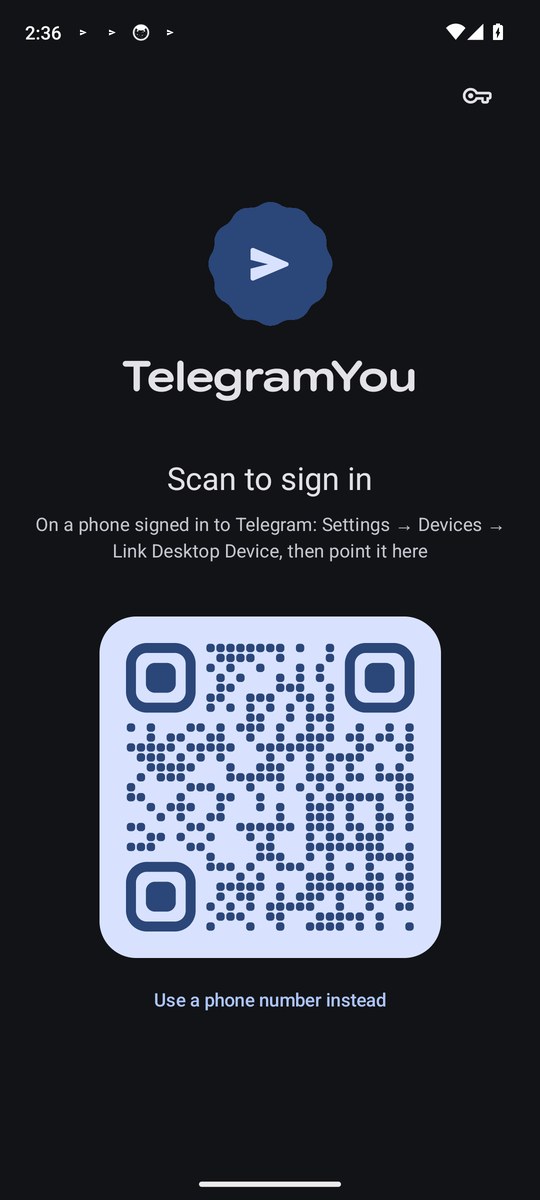 2:36
TelegramYou
Scan to sign in
On a phone signed in to Telegram: Settings → Devices →
Link Desktop Device, then point it here
Use a phone number instead